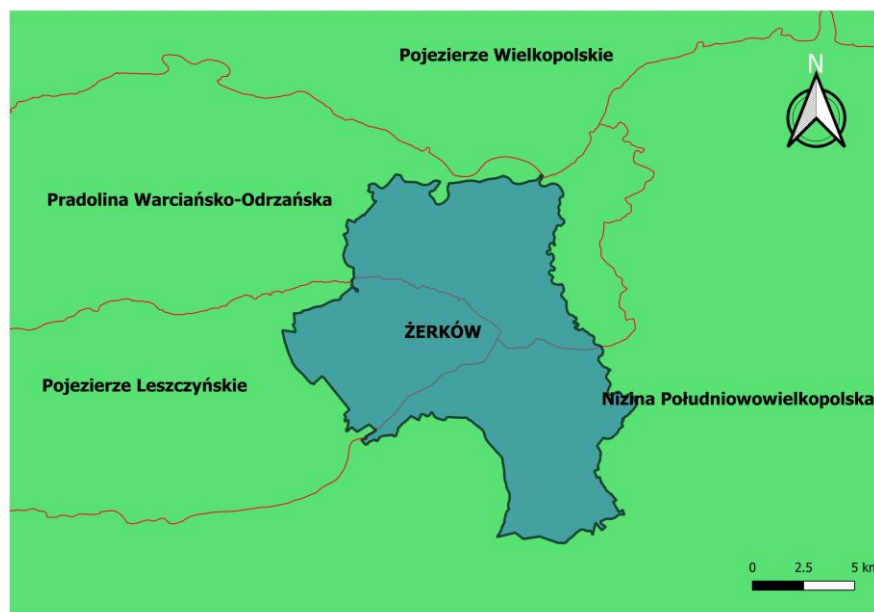 Pojezierze Wielkopolskie
N
Pradolina Warciańsko-Odrzańska
ŻERKÓW
Pojezierze Leszczyńskie
Nizina Południowowielkopolska
0 2.5 5 km